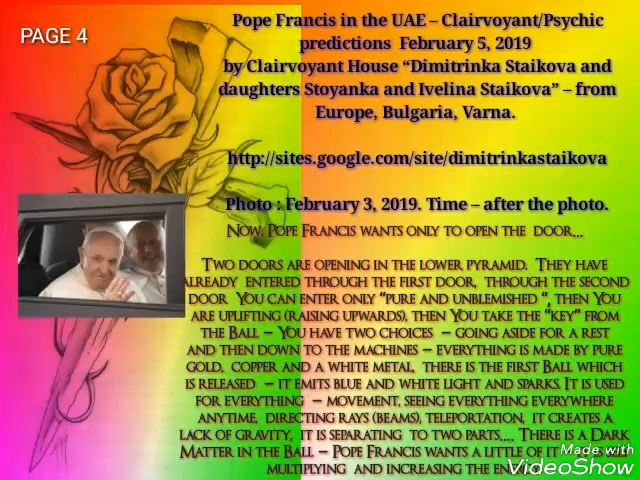 PAGE 4
Pope Francis in the UAE – Clairvoyant/Psychic
predictions February 5, 2019
by Clairvoyant House “Dimitrinka Staikova and
daughters Stoyanka and Ivelina Staikova” – from
Europe, Bulgaria, Varna.
http://sites.google.com/site/dimitrinkastaikova
Photo : February 3, 2019. Time – after the photo.
Now, Pope Francis wants only to open the door...
Two doors are opening in the lower pyramid. They have
already entered through the first door, through the second
door You can enter only "pure and unblemished ", then You
are uplifting (raising upwards), then You take the "key" from
the Ball – You have two choices – going aside for a rest
and then down to the machines – everything is made by pure
gold, copper and a white metal, there is the first Ball which
is released – it emits blue and white light and sparks. It is used
for everything – movement, seeing everything everywhere
anytime, directing rays (beams), teleportation, it creates a
lack of gravity, it is separating to two parts.... There is a Dark
Matter in the Ball – Pope Francis wants a little of it
multiplying and increasing the
Made with
VideoShow